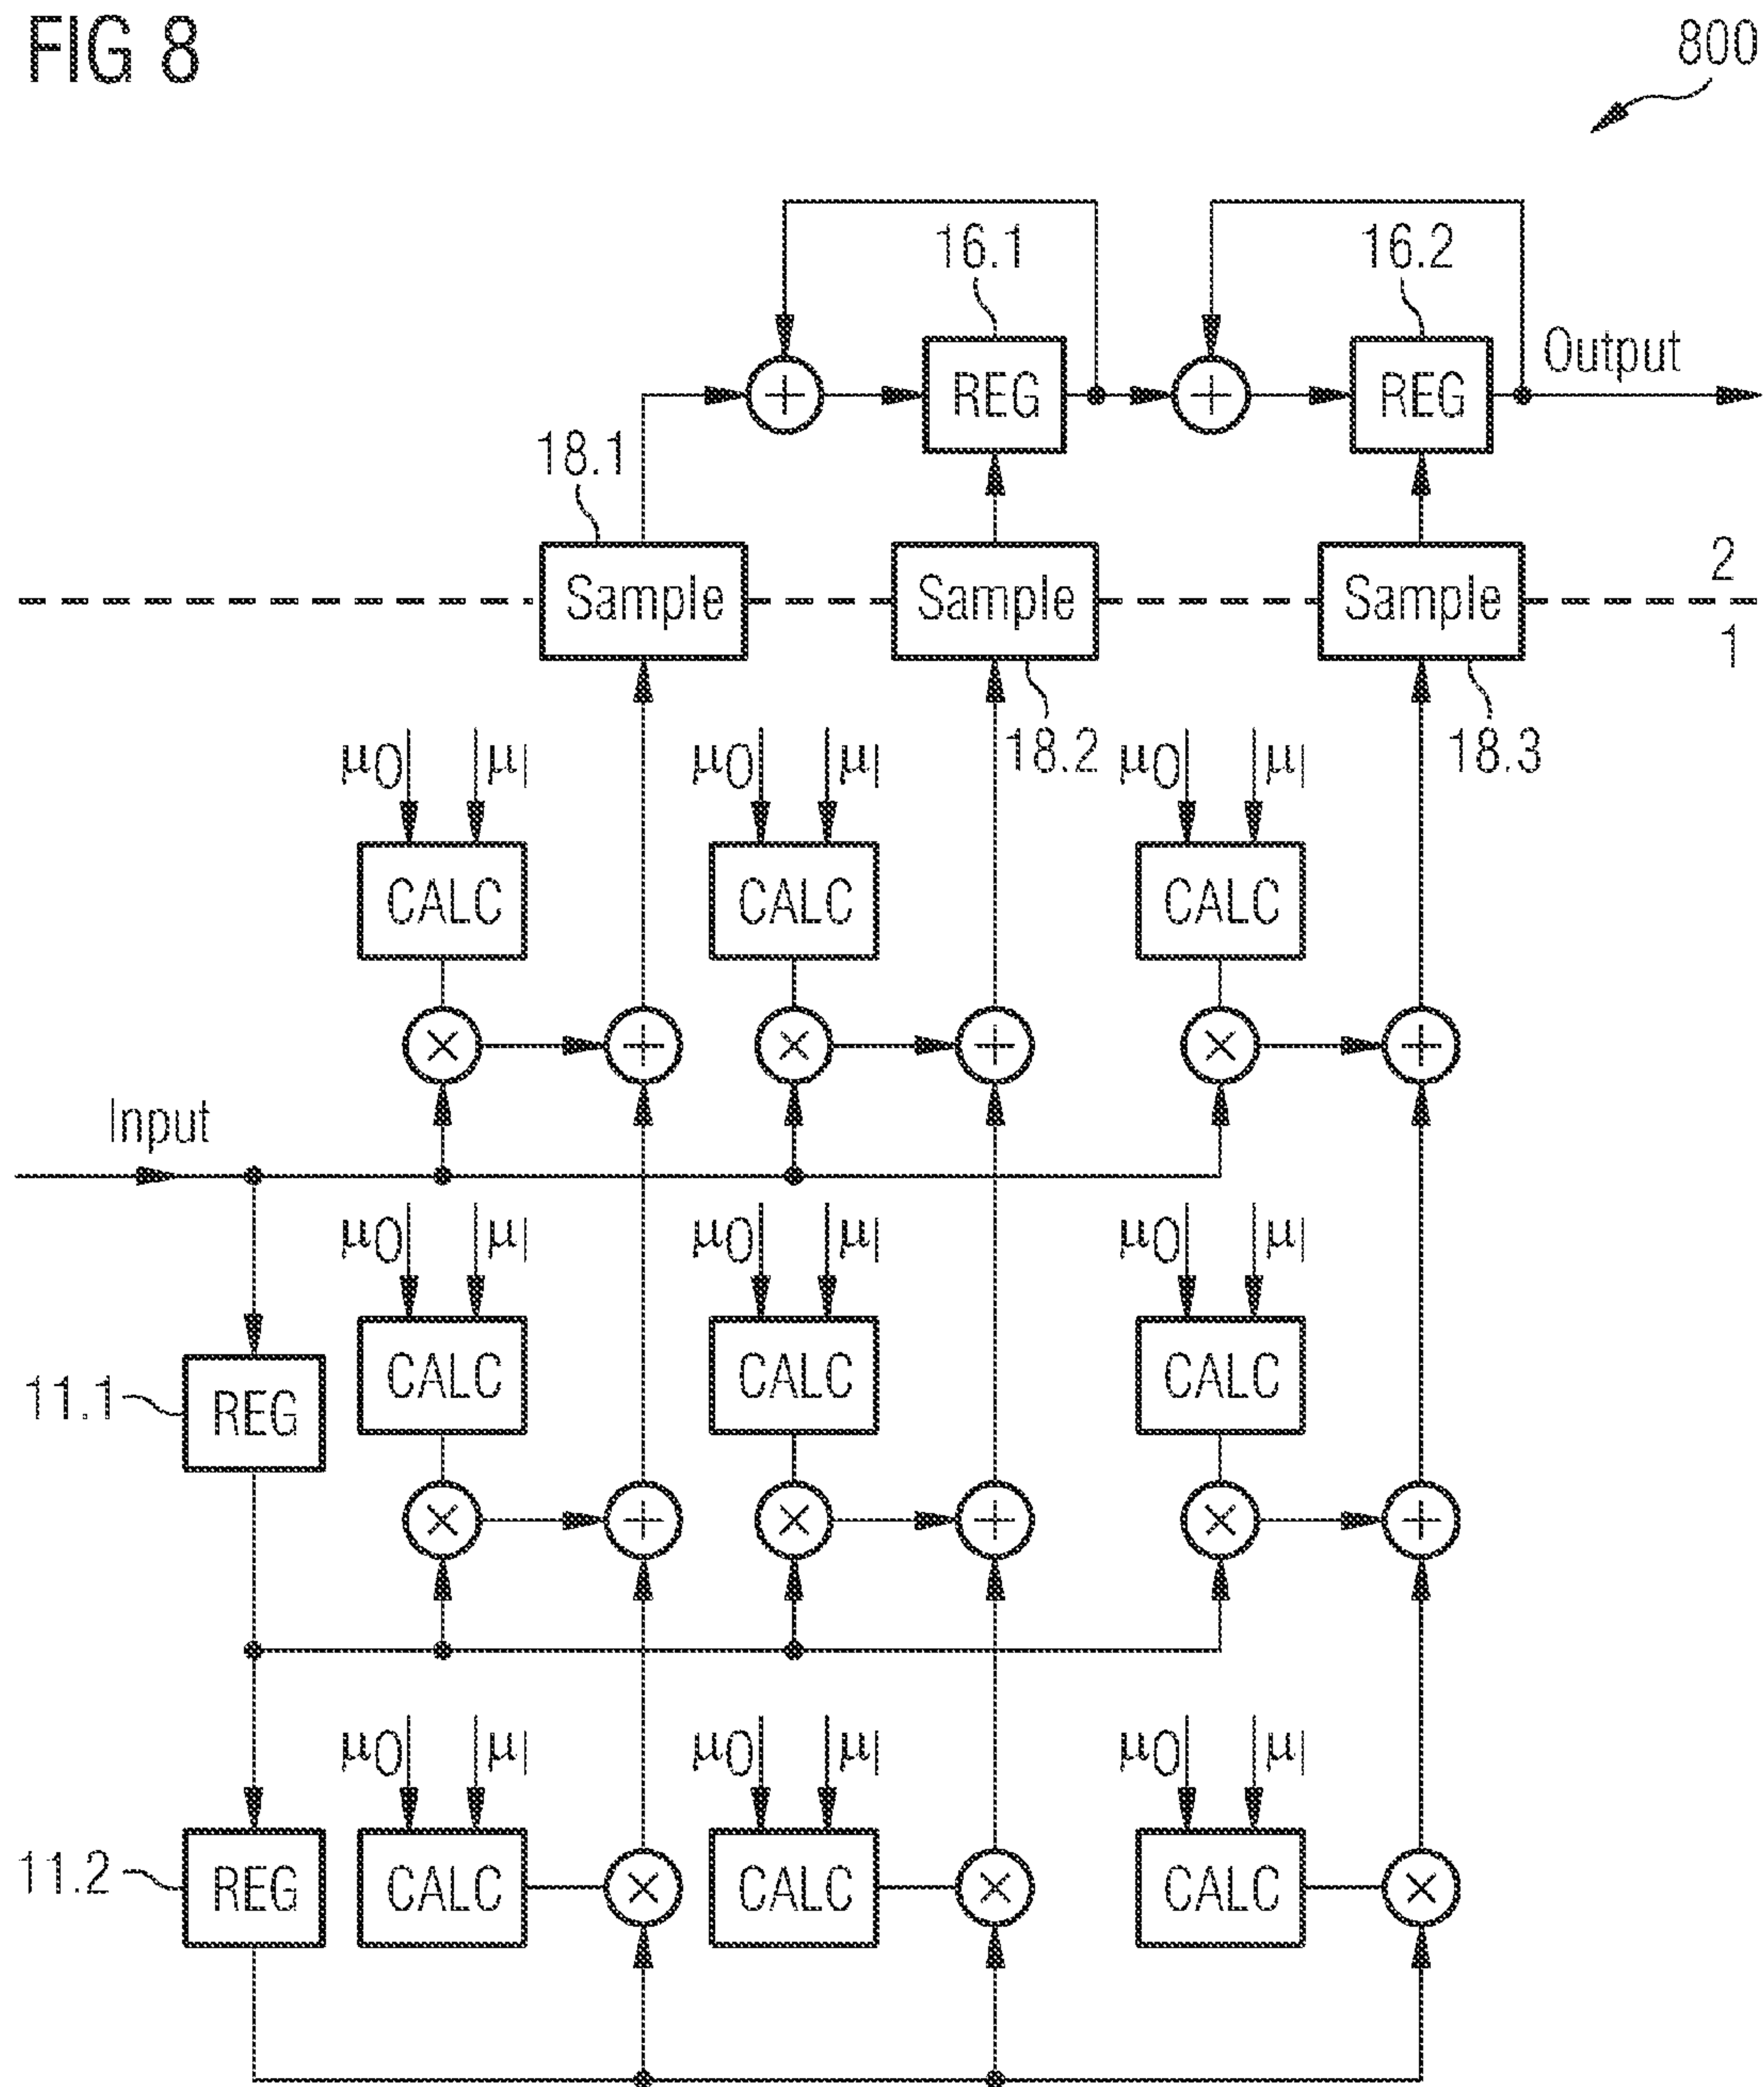 FIG 8
800
16.1
16.2
REG
REG
Output
18.1
Sample
Sample
Sample
2
1
18.2
18.3
μO
μI
μO
μI
μO
μI
CALC
CALC
CALC
Input
μO
μI
μO
μI
μO
μI
CALC
CALC
CALC
11.1
REG
μO
μI
μO
μI
μO
μI
11.2
REG
CALC
CALC
CALC